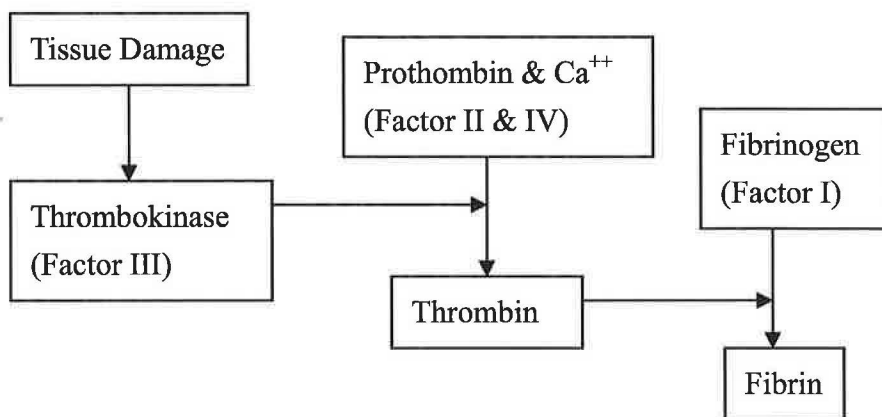 Tissue Damage
Prothombin & Ca⁺⁺
(Factor II & IV)
Fibrinogen
(Factor I)
Thrombokinase
(Factor III)
Thrombin
Fibrin